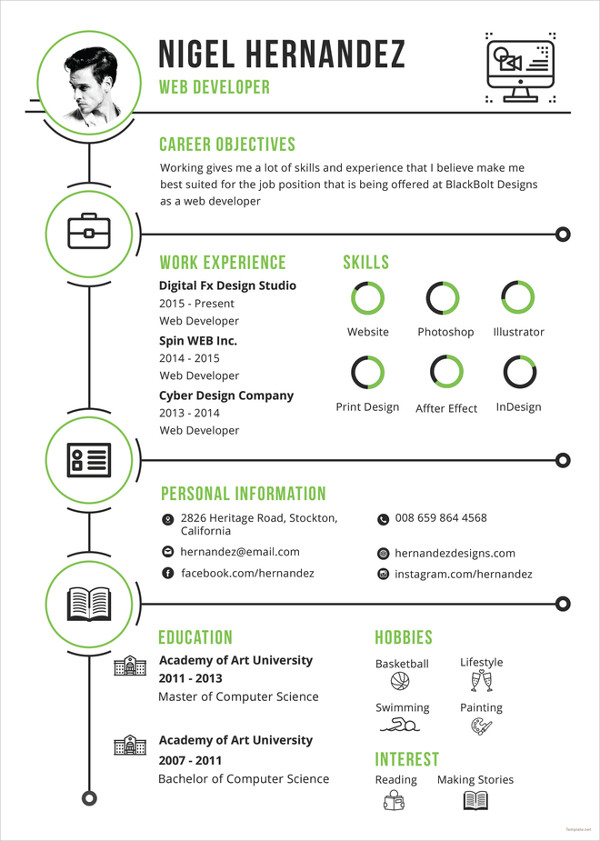 NIGEL HERNANDEZ
WEB DEVELOPER
CAREER OBJECTIVES
Working gives me a lot of skills and experience that I believe make me
best suited for the job position that is being offered at BlackBolt Designs
as a web developer
WORK EXPERIENCE
Digital Fx Design Studio
2015 - Present
Web Developer
Spin WEB Inc.
2014 - 2015
Web Developer
Cyber Design Company
2013 - 2014
Web Developer
SKILLS
Website
Photoshop
Illustrator
Print Design
Affter Effect
InDesign
PERSONAL INFORMATION
2826 Heritage Road, Stockton,
California
hernandez@email.com
facebook.com/hernandez
008 659 864 4568
hernandezdesigns.com
instagram.com/hernandez
EDUCATION
Academy of Art University
2011 - 2013
Master of Computer Science
Academy of Art University
2007 - 2011
Bachelor of Computer Science
HOBBIES
Basketball
Lifestyle
Swimming
Painting
INTEREST
Reading
Making Stories
Template.net